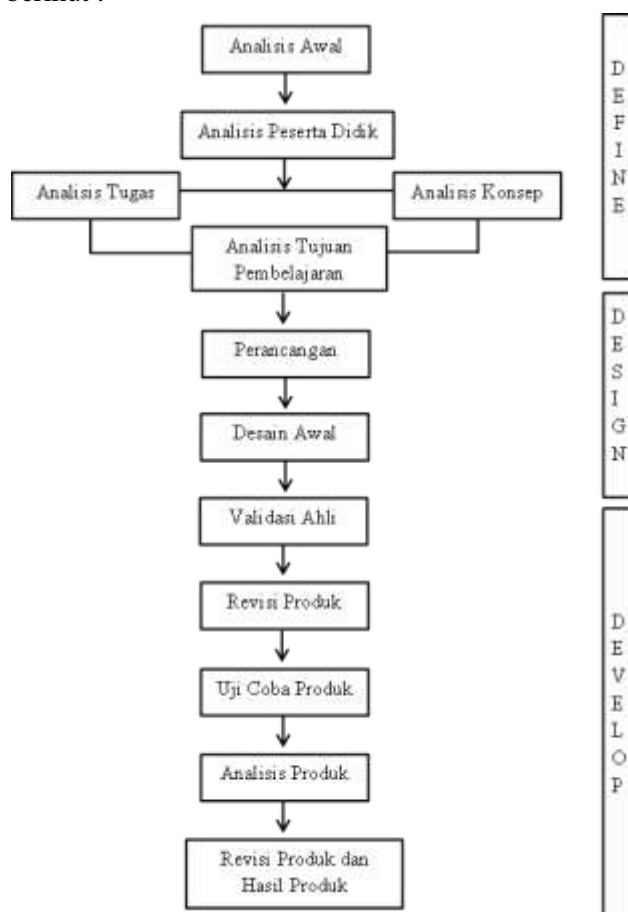 Analisis Awal
Analisis Peserta Didik
Analisis Tugas
Analisis Konsep
Analisis Tujuan
Pembelajaran
Perancangan
Desain Awal
Validasi Ahli
Revisi Produk
Uji Coba Produk
Analisis Produk
Revisi Produk dan
Hasil Produk
D
E
F
I
N
E
D
E
S
I
G
N
D
E
V
E
L
O
P